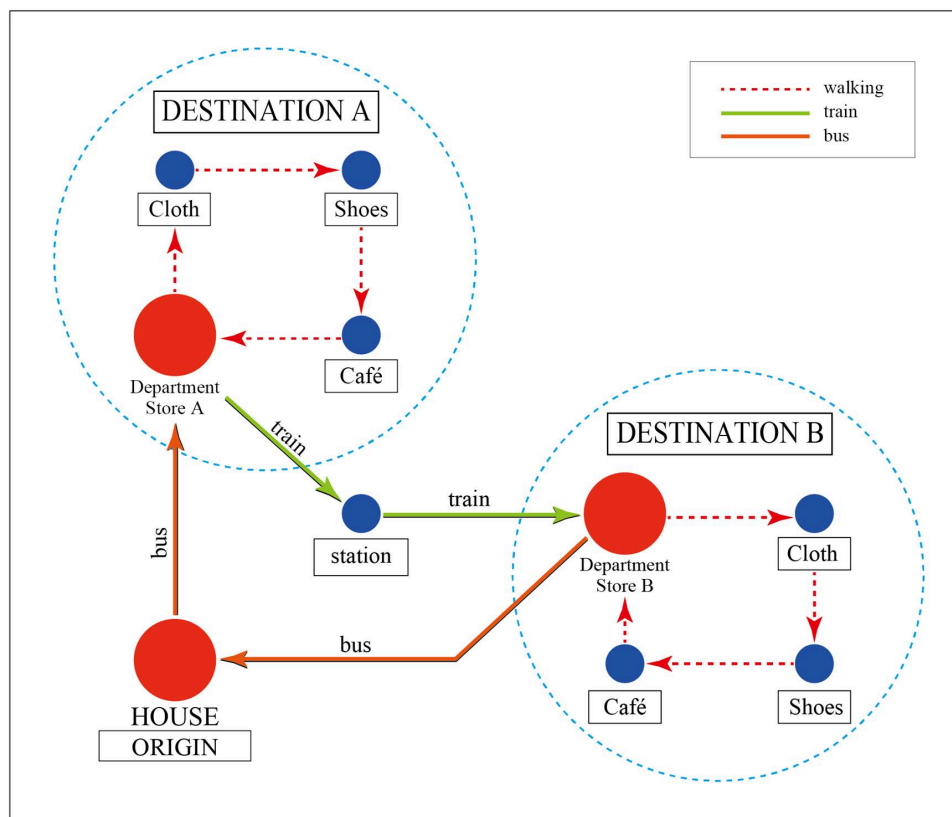 DESTINATION A
walking
train
bus
Cloth
Shoes
Café
Department
Store A
train
DESTINATION B
train
station
Cloth
Department
Store B
bus
bus
Café
Shoes
HOUSE
ORIGIN